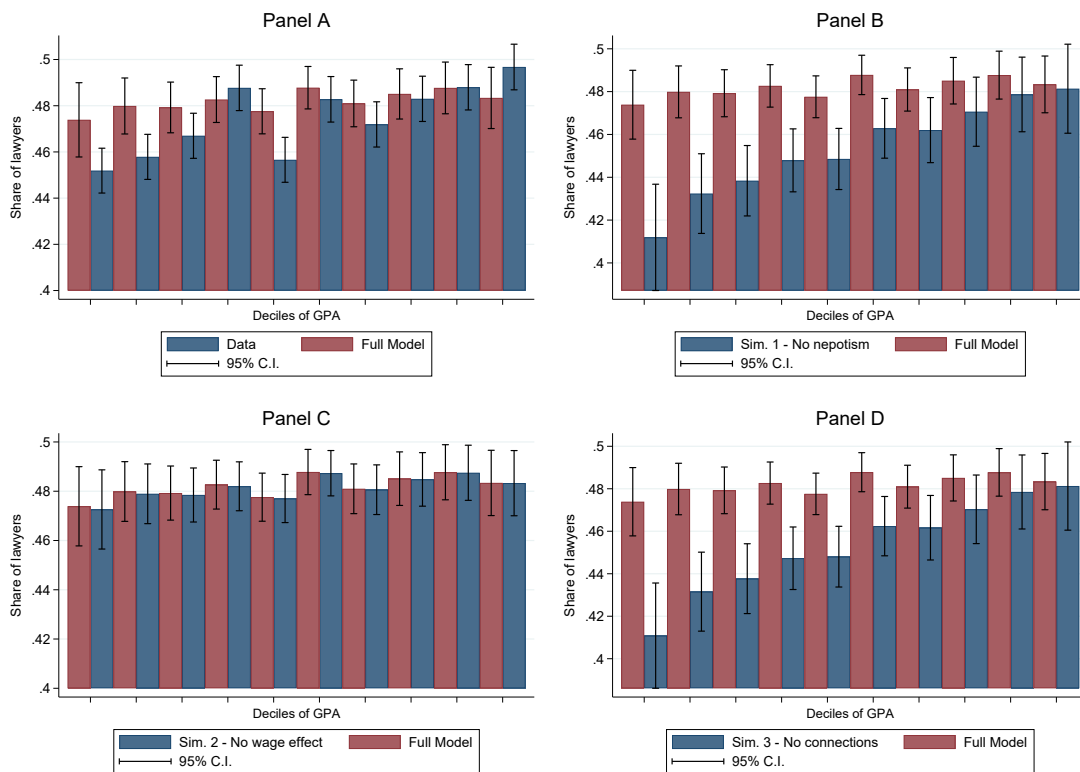 Panel A
Share of lawyers
.5
.48
.46
.44
.42
.4
Deciles of GPA
Data Full Model
95% C.I.
Panel B
Share of lawyers
.5
.48
.46
.44
.42
.4
Deciles of GPA
Sim. 1 - No nepotism Full Model
95% C.I.
Panel C
Share of lawyers
.5
.48
.46
.44
.42
.4
Deciles of GPA
Sim. 2 - No wage effect Full Model
95% C.I.
Panel D
Share of lawyers
.5
.48
.46
.44
.42
.4
Deciles of GPA
Sim. 3 - No connections Full Model
95% C.I.